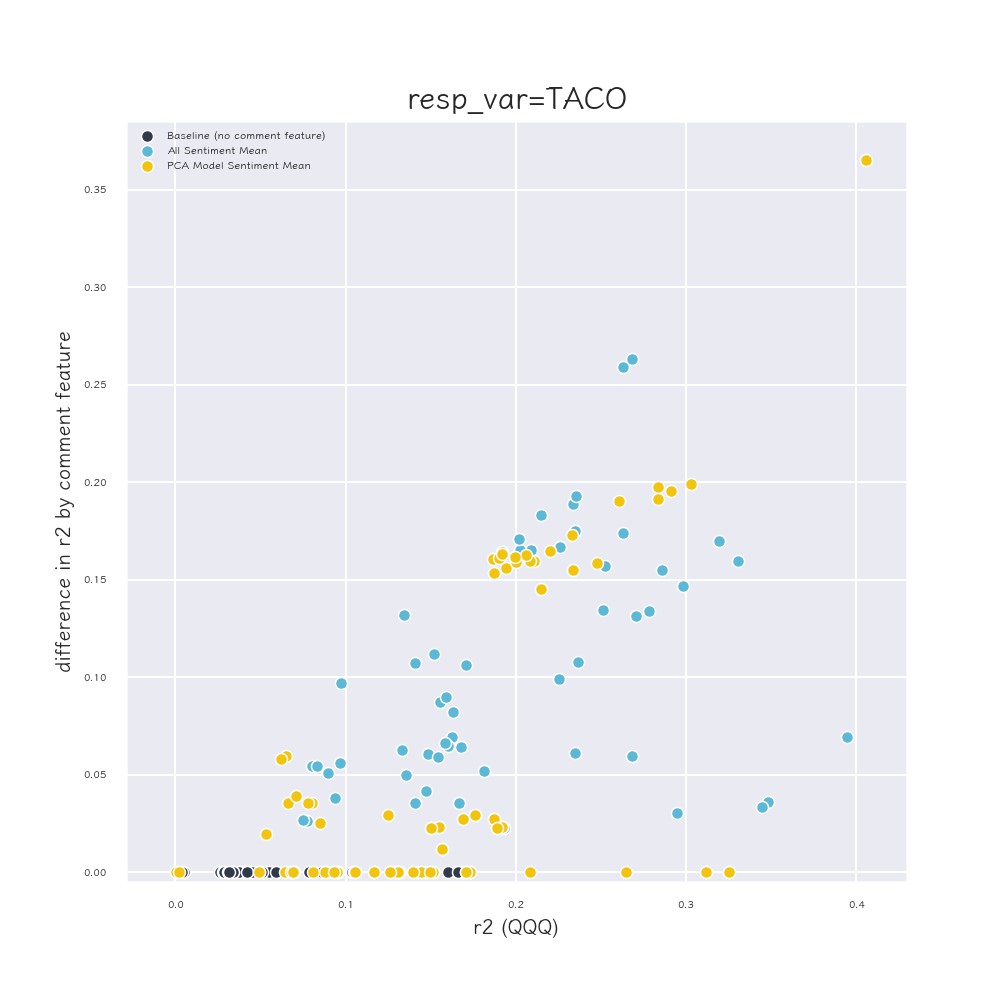 resp_var=TACO
Baseline (no comment feature)
All Sentiment Mean
PCA Model Sentiment Mean
difference in r2 by comment feature
0.35
0.30
0.25
0.20
0.15
0.10
0.05
0.00
0.0
0.1
0.2
0.3
0.4
r2 (QQQ)